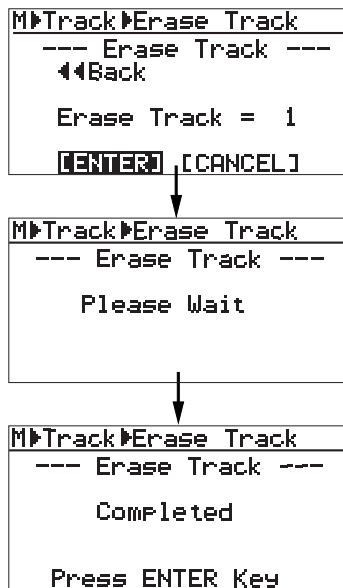 M▶Track▶Erase Track
--- Erase Track ---
◀◀Back
Erase Track = 1
[ENTER] [CANCEL]
M▶Track▶Erase Track
--- Erase Track ---
Please Wait
M▶Track▶Erase Track
--- Erase Track ---
Completed
Press ENTER Key